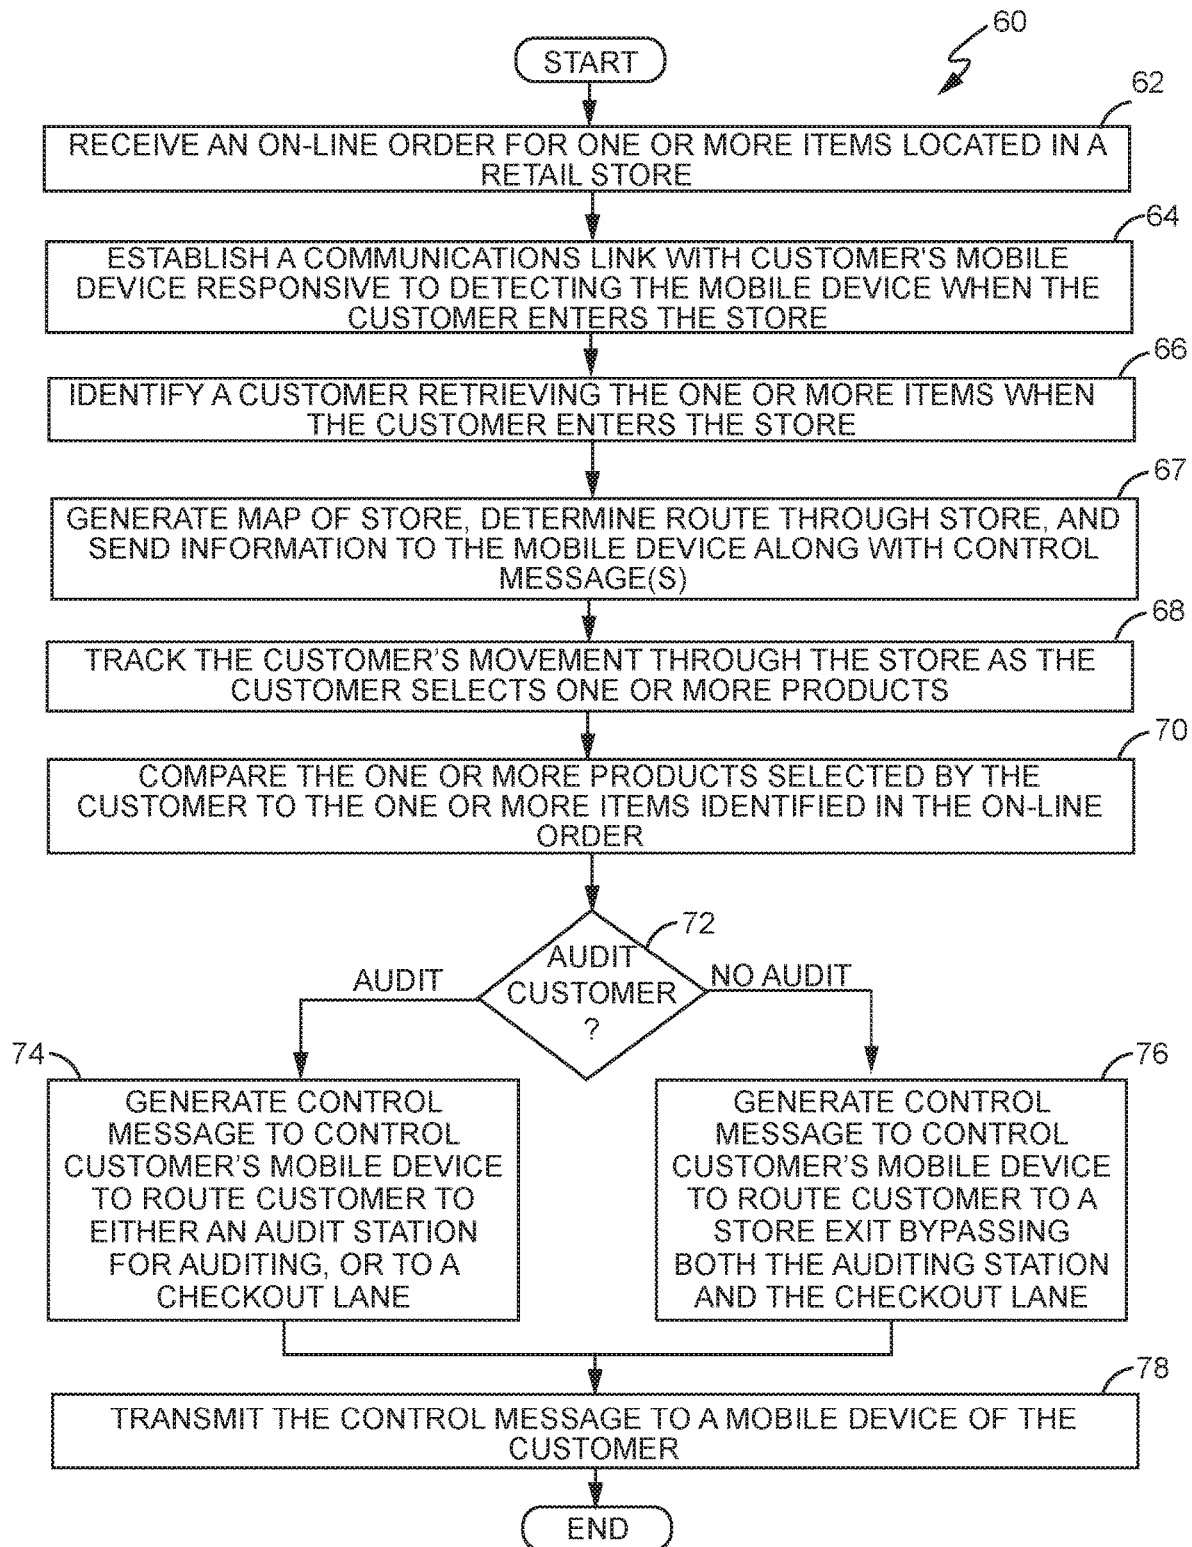 60
START
62
RECEIVE AN ON-LINE ORDER FOR ONE OR MORE ITEMS LOCATED IN A
RETAIL STORE
64
ESTABLISH A COMMUNICATIONS LINK WITH CUSTOMER'S MOBILE
DEVICE RESPONSIVE TO DETECTING THE MOBILE DEVICE WHEN THE
CUSTOMER ENTERS THE STORE
66
IDENTIFY A CUSTOMER RETRIEVING THE ONE OR MORE ITEMS WHEN
THE CUSTOMER ENTERS THE STORE
67
GENERATE MAP OF STORE, DETERMINE ROUTE THROUGH STORE, AND
SEND INFORMATION TO THE MOBILE DEVICE ALONG WITH CONTROL
MESSAGE(S)
68
TRACK THE CUSTOMER'S MOVEMENT THROUGH THE STORE AS THE
CUSTOMER SELECTS ONE OR MORE PRODUCTS
70
COMPARE THE ONE OR MORE PRODUCTS SELECTED BY THE
CUSTOMER TO THE ONE OR MORE ITEMS IDENTIFIED IN THE ON-LINE
ORDER
72
AUDIT
CUSTOMER
?
AUDIT
NO AUDIT
74
GENERATE CONTROL
MESSAGE TO CONTROL
CUSTOMER'S MOBILE DEVICE
TO ROUTE CUSTOMER TO
EITHER AN AUDIT STATION
FOR AUDITING, OR TO A
CHECKOUT LANE
76
GENERATE CONTROL
MESSAGE TO CONTROL
CUSTOMER'S MOBILE DEVICE
TO ROUTE CUSTOMER TO A
STORE EXIT BYPASSING
BOTH THE AUDITING STATION
AND THE CHECKOUT LANE
78
TRANSMIT THE CONTROL MESSAGE TO A MOBILE DEVICE OF THE
CUSTOMER
END